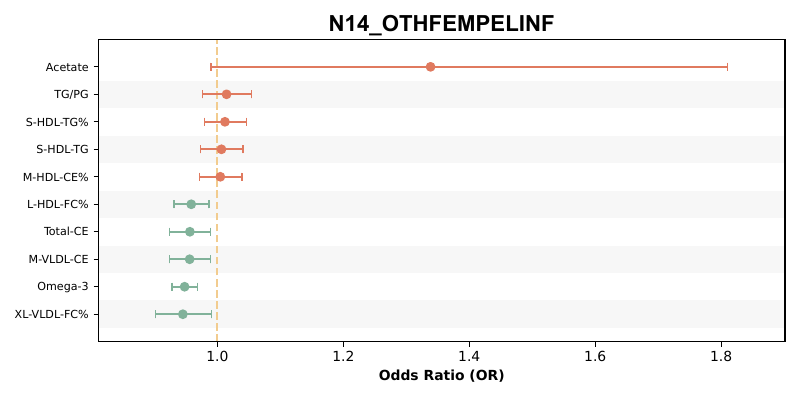 N14_OTHFEMPELINF
Acetate
TG/PG
S-HDL-TG%
S-HDL-TG
M-HDL-CE%
L-HDL-FC%
Total-CE
M-VLDL-CE
Omega-3
XL-VLDL-FC%
1.0 1.2 1.4 1.6 1.8
Odds Ratio (OR)